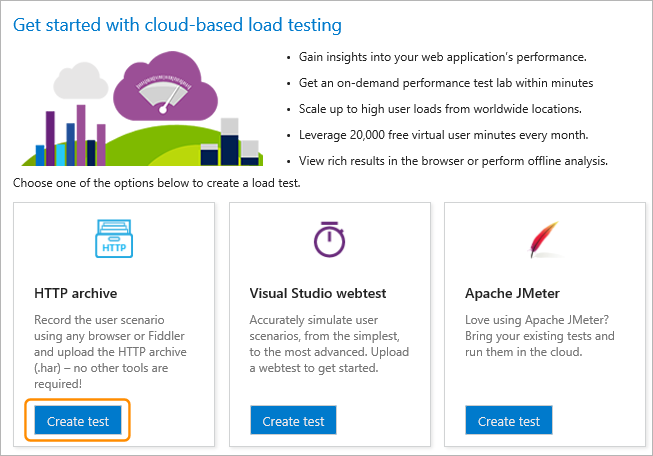 Get started with cloud-based load testing
• Gain insights into your web application's performance.
• Get an on-demand performance test lab within minutes
• Scale up to high user loads from worldwide locations.
• Leverage 20,000 free virtual user minutes every month.
• View rich results in the browser or perform offline analysis.
Choose one of the options below to create a load test.
HTTP
HTTP archive
Record the user scenario
using any browser or Fiddler
and upload the HTTP archive
(.har) – no other tools are
required!
Create test
Visual Studio webtest
Accurately simulate user
scenarios, from the simplest,
to the most advanced. Upload
a webtest to get started.
Create test
Apache JMeter
Love using Apache JMeter?
Bring your existing tests and
run them in the cloud.
Create test